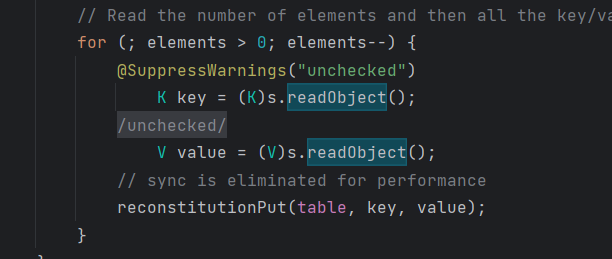 // Read the number of elements and then all the key/va
for (; elements > 0; elements--) {
@SuppressWarnings("unchecked")
K key = (K)s.readObject();
/unchecked/
V value = (V)s.readObject();
// sync is eliminated for performance
reconstitutionPut(table, key, value);
}